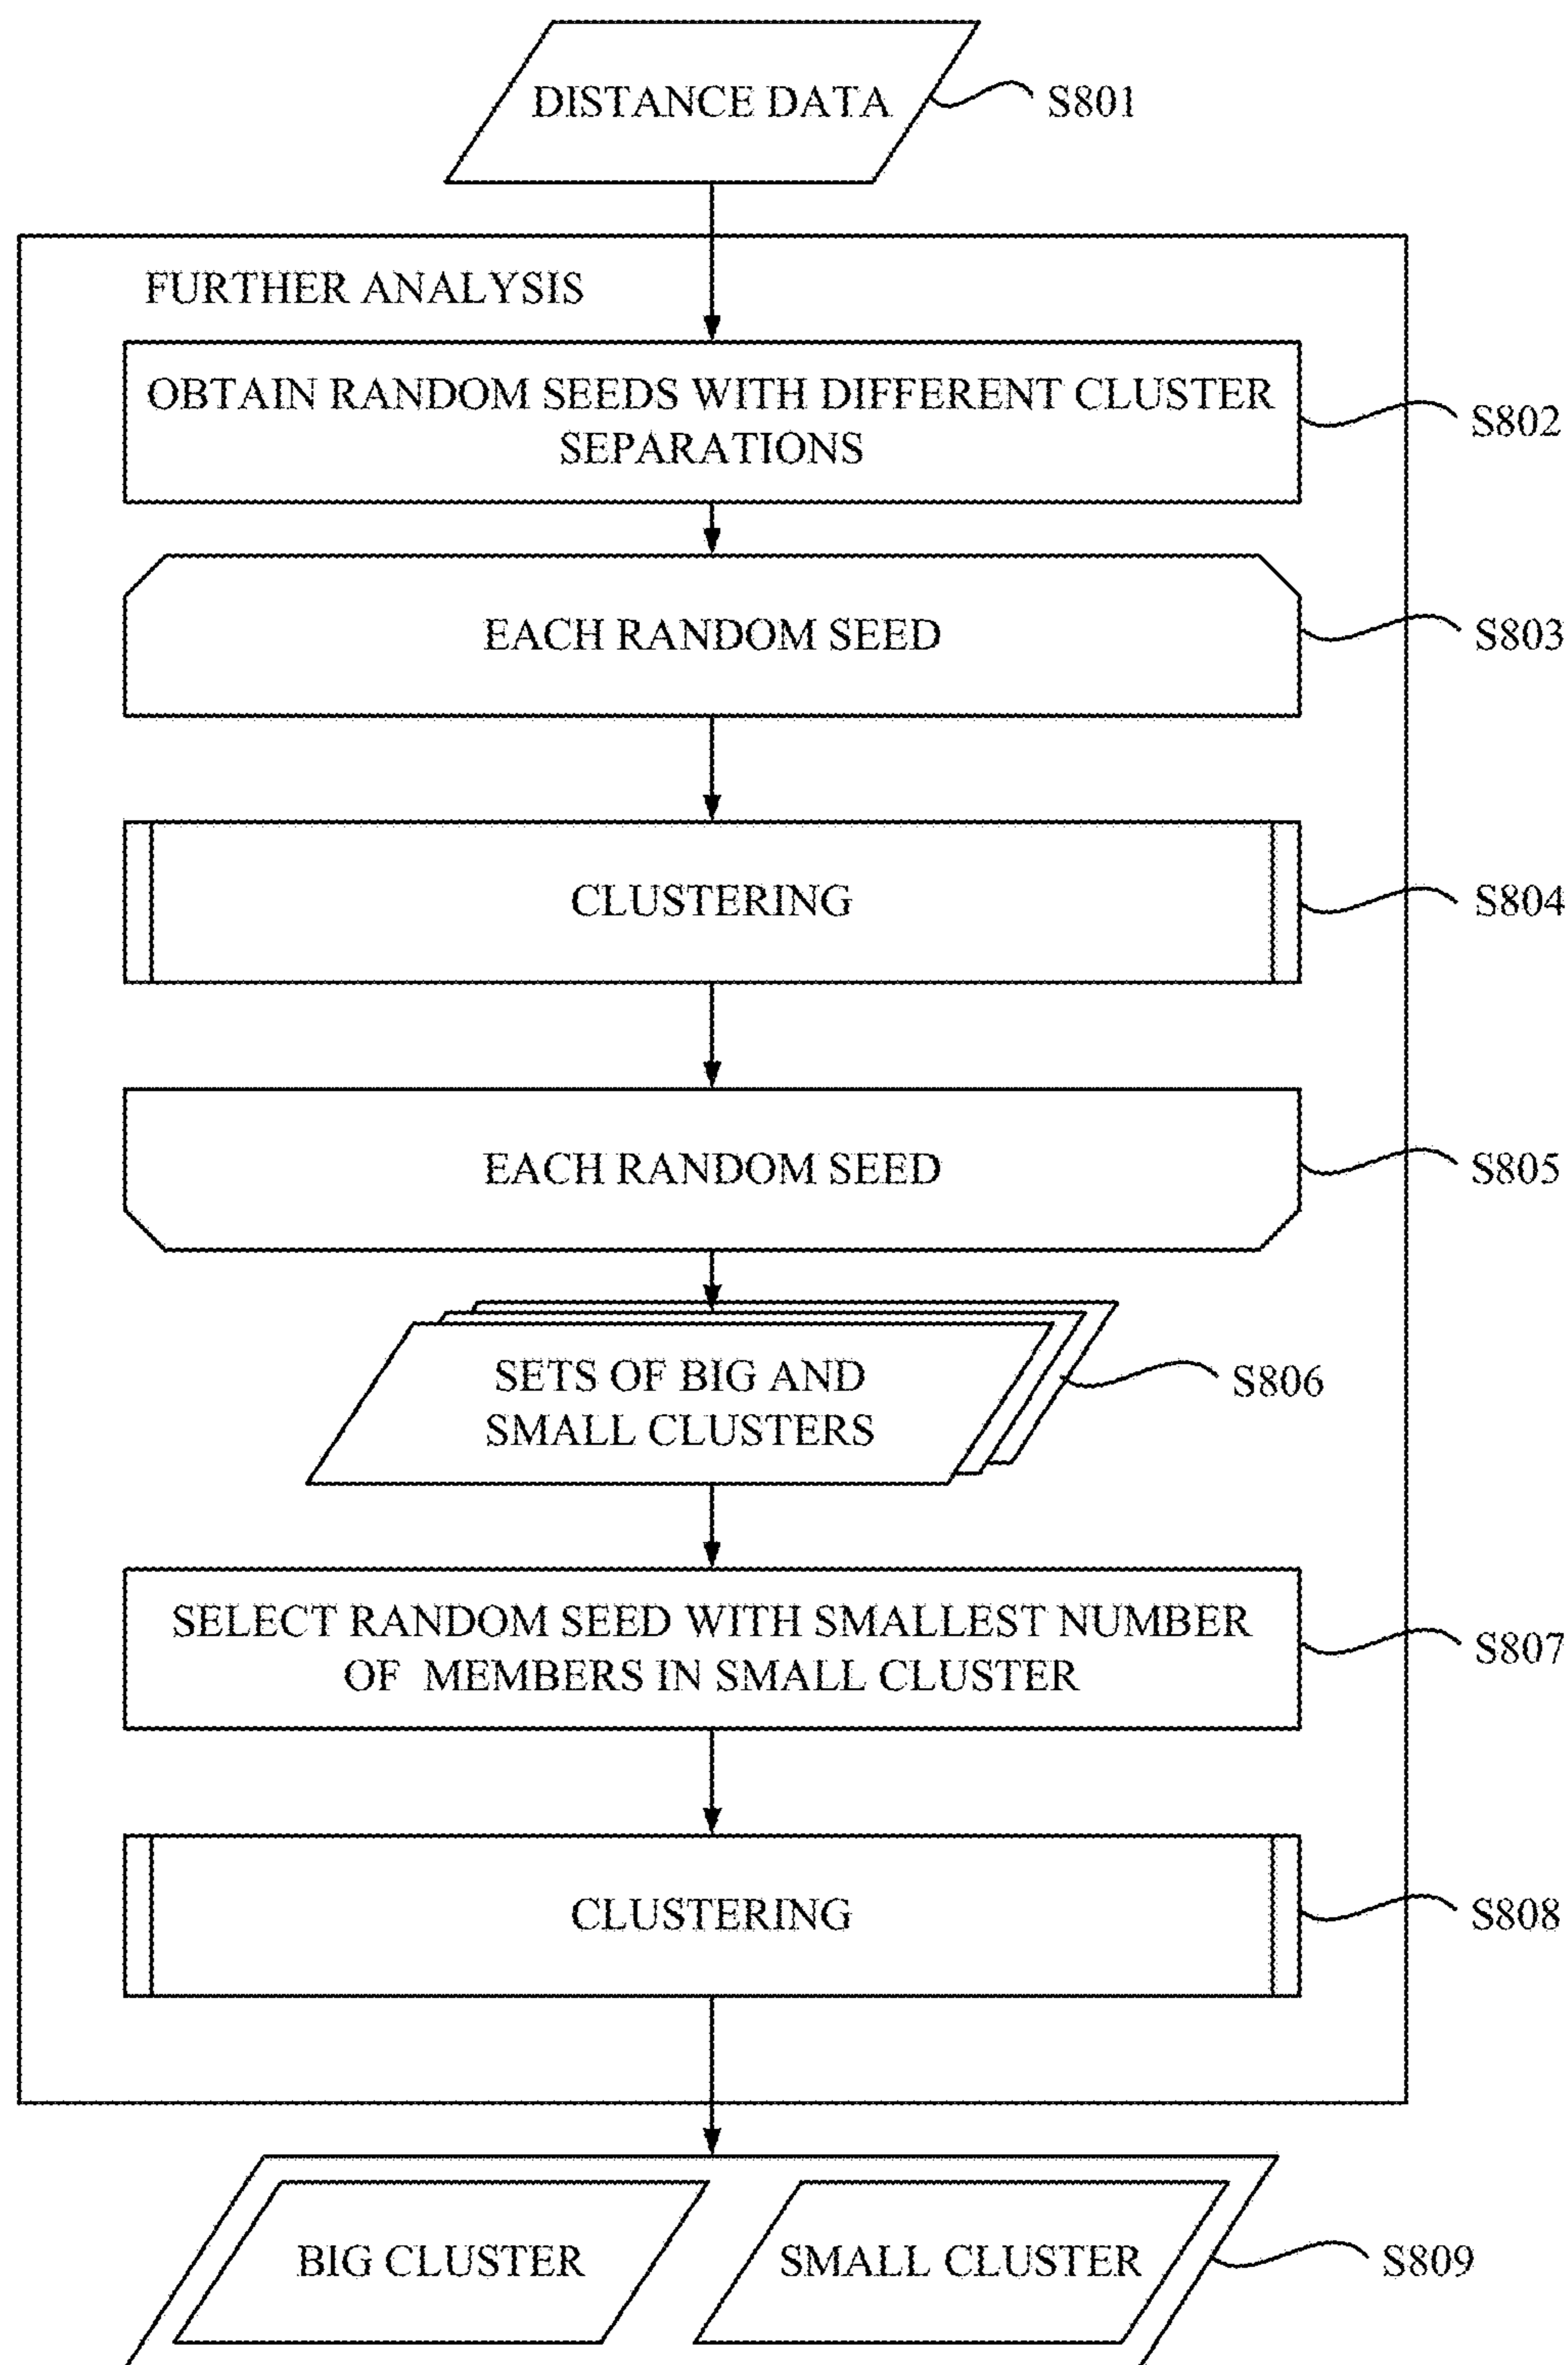 DISTANCE DATA
S801
FURTHER ANALYSIS
OBTAIN RANDOM SEEDS WITH DIFFERENT CLUSTER
SEPARATIONS
S802
EACH RANDOM SEED
S803
CLUSTERING
S804
EACH RANDOM SEED
S805
SETS OF BIG AND
SMALL CLUSTERS
S806
SELECT RANDOM SEED WITH SMALLEST NUMBER
OF MEMBERS IN SMALL CLUSTER
S807
CLUSTERING
S808
BIG CLUSTER
SMALL CLUSTER
S809